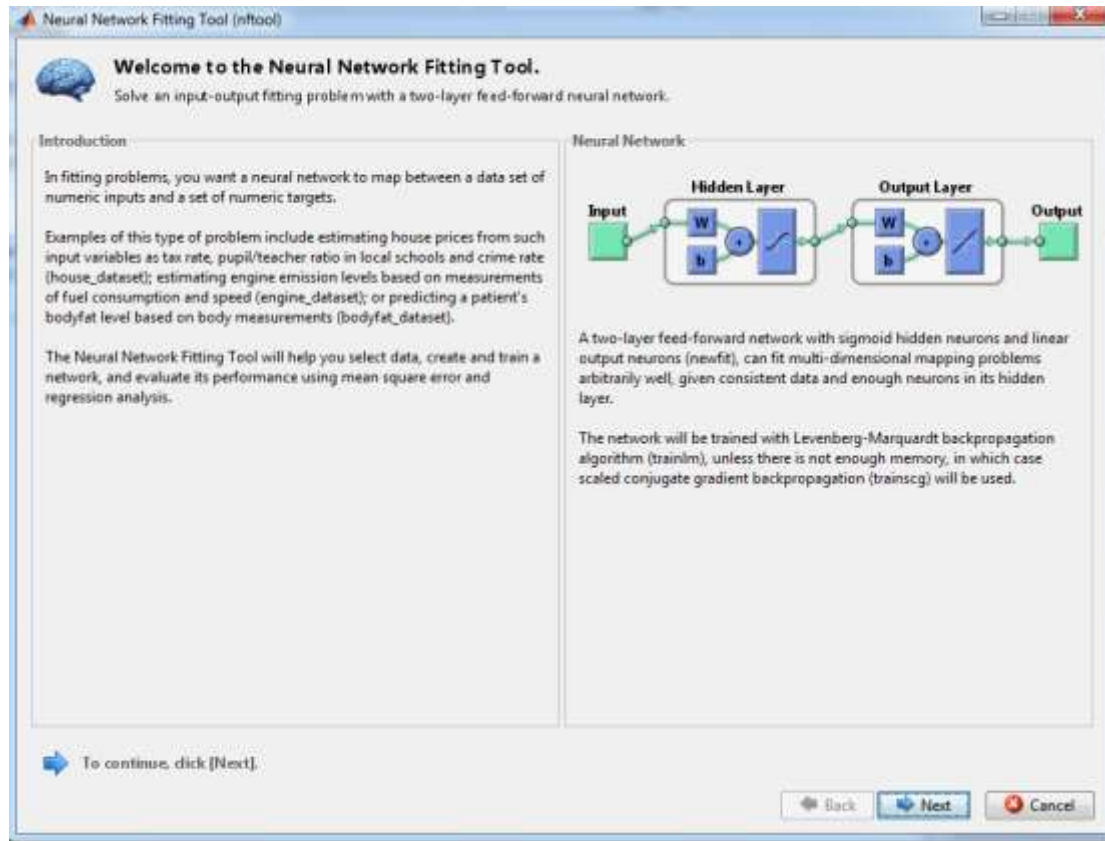 Neural Network Fitting Tool (nftool)
Welcome to the Neural Network Fitting Tool.
Solve an input-output fitting problem with a two-layer feed-forward neural network.
Introduction
In fitting problems, you want a neural network to map between a data set of
numeric inputs and a set of numeric targets.
Examples of this type of problem include estimating house prices from such
input variables as tax rate, pupil/teacher ratio in local schools and crime rate
(house_dataset); estimating engine emission levels based on measurements
of fuel consumption and speed (engine_dataset); or predicting a patient's
bodyfat level based on body measurements (bodyfat_dataset).
The Neural Network Fitting Tool will help you select data, create and train a
network, and evaluate its performance using mean square error and
regression analysis.
Neural Network
Hidden Layer
Output Layer
Input
Output
W
b
+
W
b
+
A two-layer feed-forward network with sigmoid hidden neurons and linear
output neurons (newfit), can fit multi-dimensional mapping problems
arbitrarily well, given consistent data and enough neurons in its hidden
layer.
The network will be trained with Levenberg-Marquardt backpropagation
algorithm (trainlm), unless there is not enough memory, in which case
scaled conjugate gradient backpropagation (trainscg) will be used.
To continue, click [Next].
Back
Next
Cancel